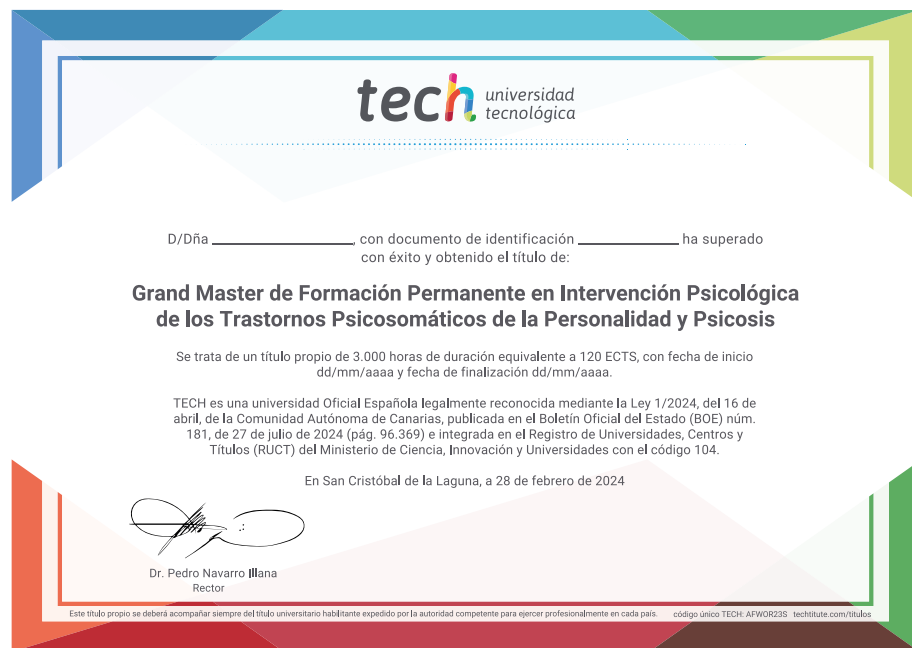 tech universidad
tecnológica
D/Dña ____________________, con documento de identificación ______________ ha superado
con éxito y obtenido el título de:
Grand Master de Formación Permanente en Intervención Psicológica
de los Trastornos Psicosomáticos de la Personalidad y Psicosis
Se trata de un título propio de 3.000 horas de duración equivalente a 120 ECTS, con fecha de inicio
dd/mm/aaaa y fecha de finalización dd/mm/aaaa.
TECH es una universidad Oficial Española legalmente reconocida mediante la Ley 1/2024, del 16 de
abril, de la Comunidad Autónoma de Canarias, publicada en el Boletín Oficial del Estado (BOE) núm.
181, de 27 de julio de 2024 (pág. 96.369) e integrada en el Registro de Universidades, Centros y
Títulos (RUCT) del Ministerio de Ciencia, Innovación y Universidades con el código 104.
En San Cristóbal de la Laguna, a 28 de febrero de 2024
Dr. Pedro Navarro Illana
Rector
Este título propio se deberá acompañar siempre del título universitario habilitante expedido por la autoridad competente para ejercer profesionalmente en cada país. código único TECH: AFWOR23S techtitute.com/titulos